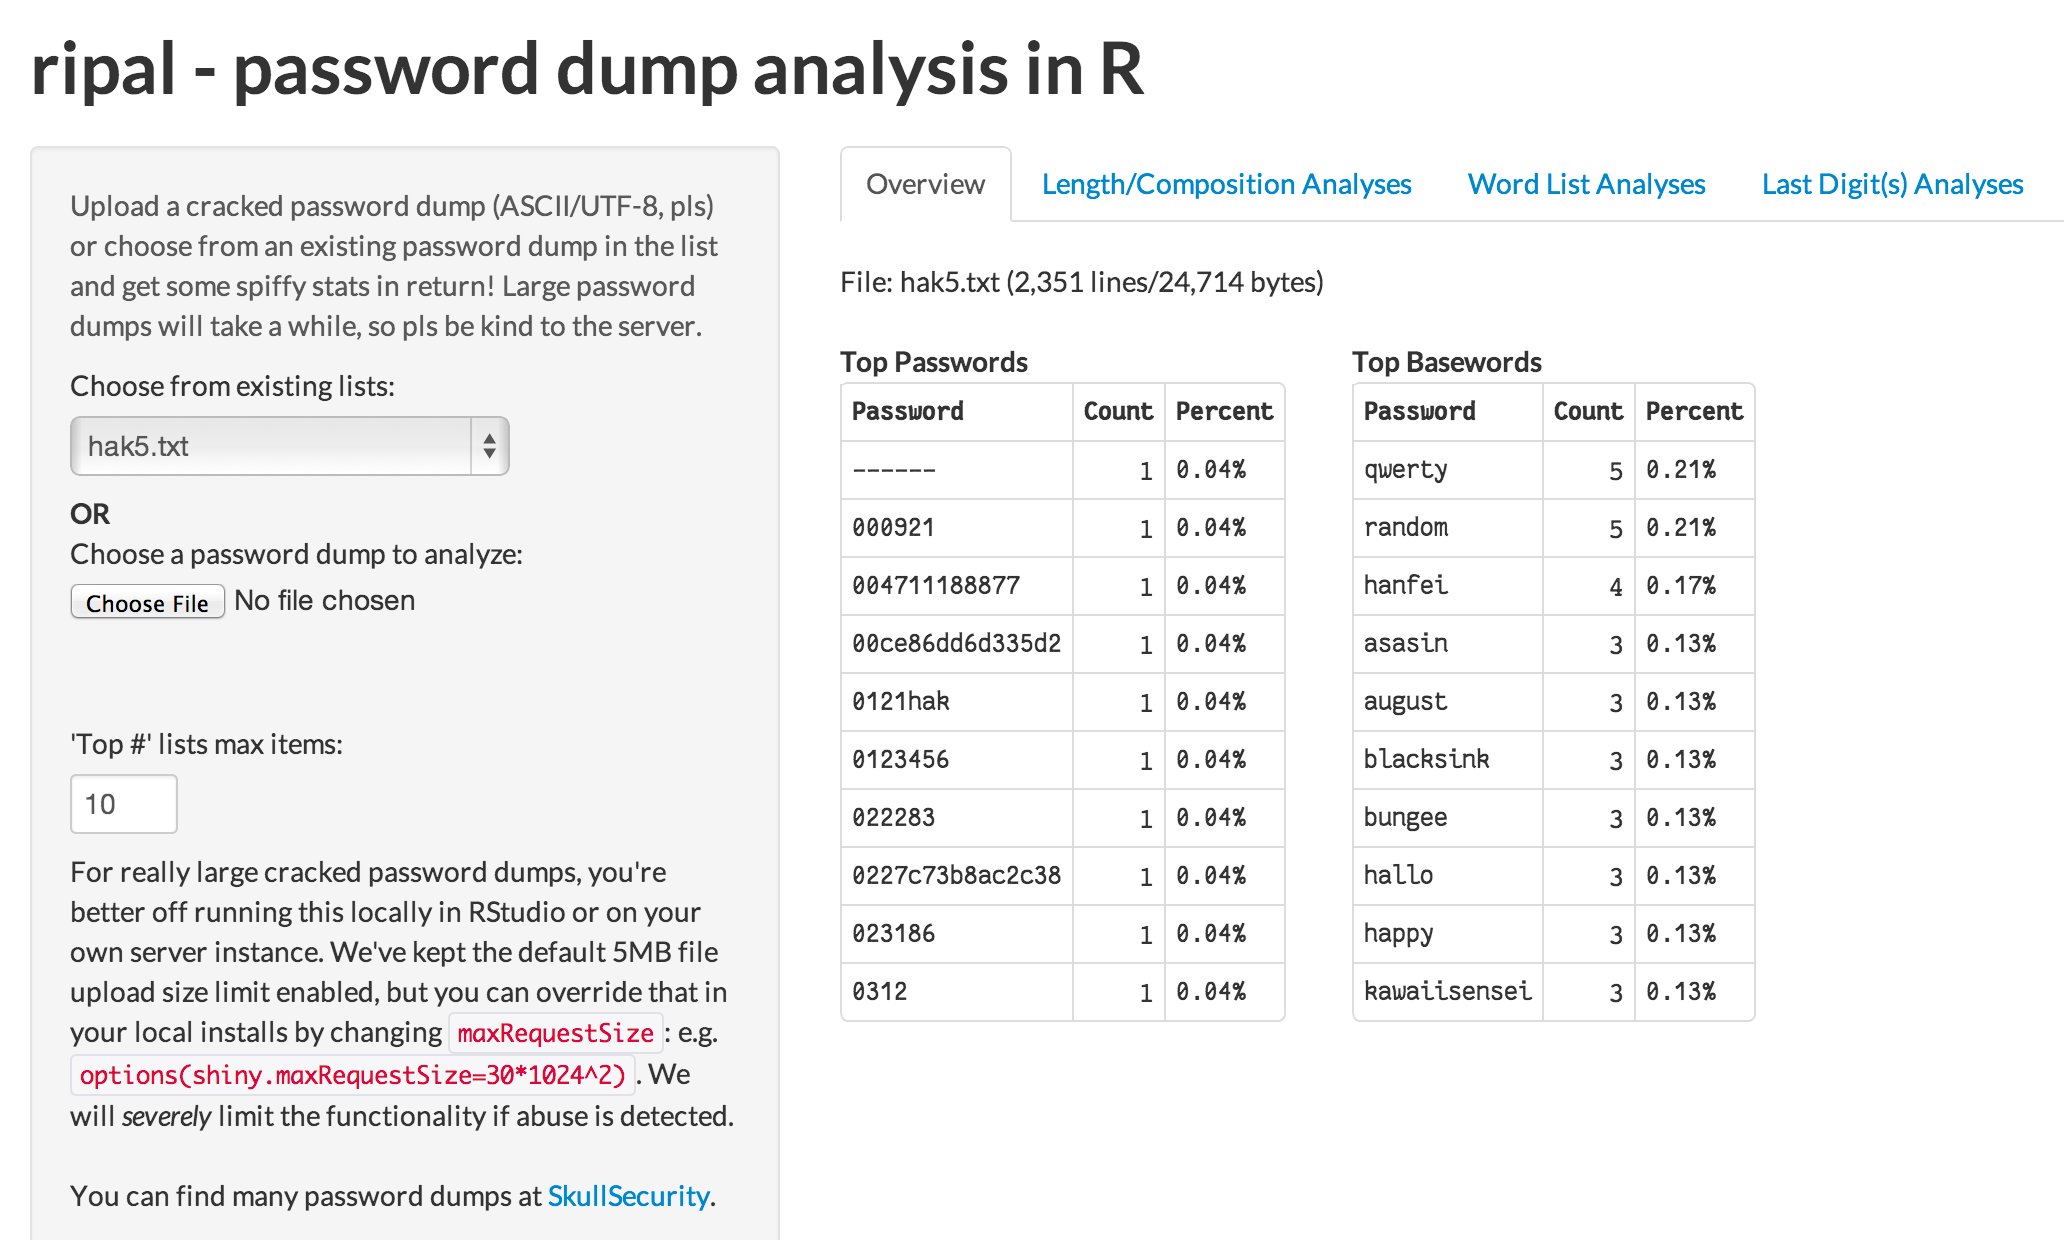 ripal - password dump analysis in R
Upload a cracked password dump (ASCII/UTF-8, pls)
or choose from an existing password dump in the list
and get some spiffy stats in return! Large password
dumps will take a while, so pls be kind to the server.
Choose from existing lists:
hak5.txt
OR
Choose a password dump to analyze:
Choose File No file chosen
'Top #' lists max items:
10
For really large cracked password dumps, you're
better off running this locally in RStudio or on your
own server instance. We've kept the default 5MB file
upload size limit enabled, but you can override that in
your local installs by changing maxRequestSize : e.g.
options(shiny.maxRequestSize=30*1024^2) . We
will severely limit the functionality if abuse is detected.
You can find many password dumps at SkullSecurity.
Overview Length/Composition Analyses Word List Analyses Last Digit(s) Analyses
File: hak5.txt (2,351 lines/24,714 bytes)
Top Passwords
Password Count Percent
------ 1 0.04%
000921 1 0.04%
004711188877 1 0.04%
00ce86dd6d335d2 1 0.04%
0121hak 1 0.04%
0123456 1 0.04%
022283 1 0.04%
0227c73b8ac2c38 1 0.04%
023186 1 0.04%
0312 1 0.04%
Top Basewords
Password Count Percent
qwerty 5 0.21%
random 5 0.21%
hanfei 4 0.17%
asasin 3 0.13%
august 3 0.13%
blacksink 3 0.13%
bungee 3 0.13%
hallo 3 0.13%
happy 3 0.13%
kawaiisensei 3 0.13%